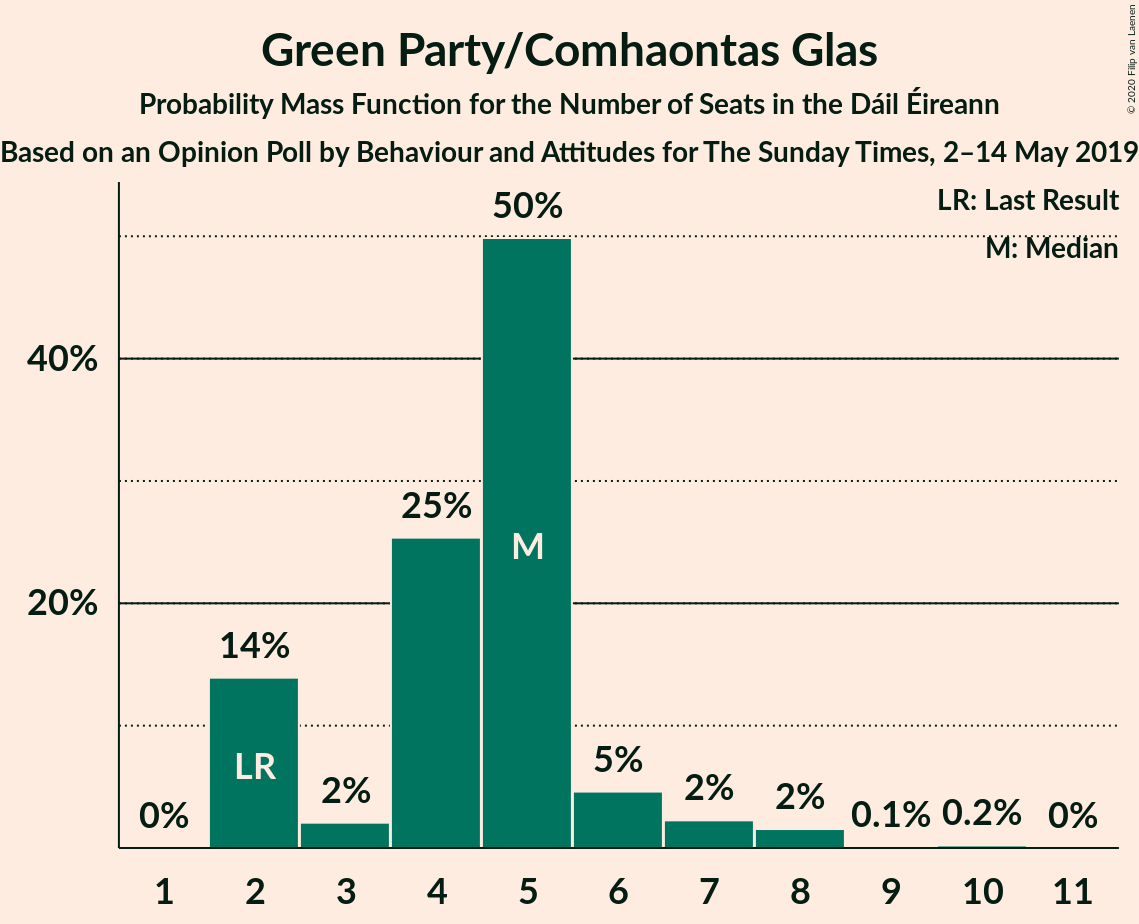 Green Party/Comhaontas Glas
Probability Mass Function for the Number of Seats in the Dáil Éireann
Based on an Opinion Poll by Behaviour and Attitudes for The Sunday Times, 2–14 May 2019
© 2020 Filip van Laenen
LR: Last Result
M: Median
50%
40%
25%
M
20%
14%
LR
5%
2%
2%
2%
0%
0.1%
0.2%
0%
1 2 3 4 5 6 7 8 9 10 11